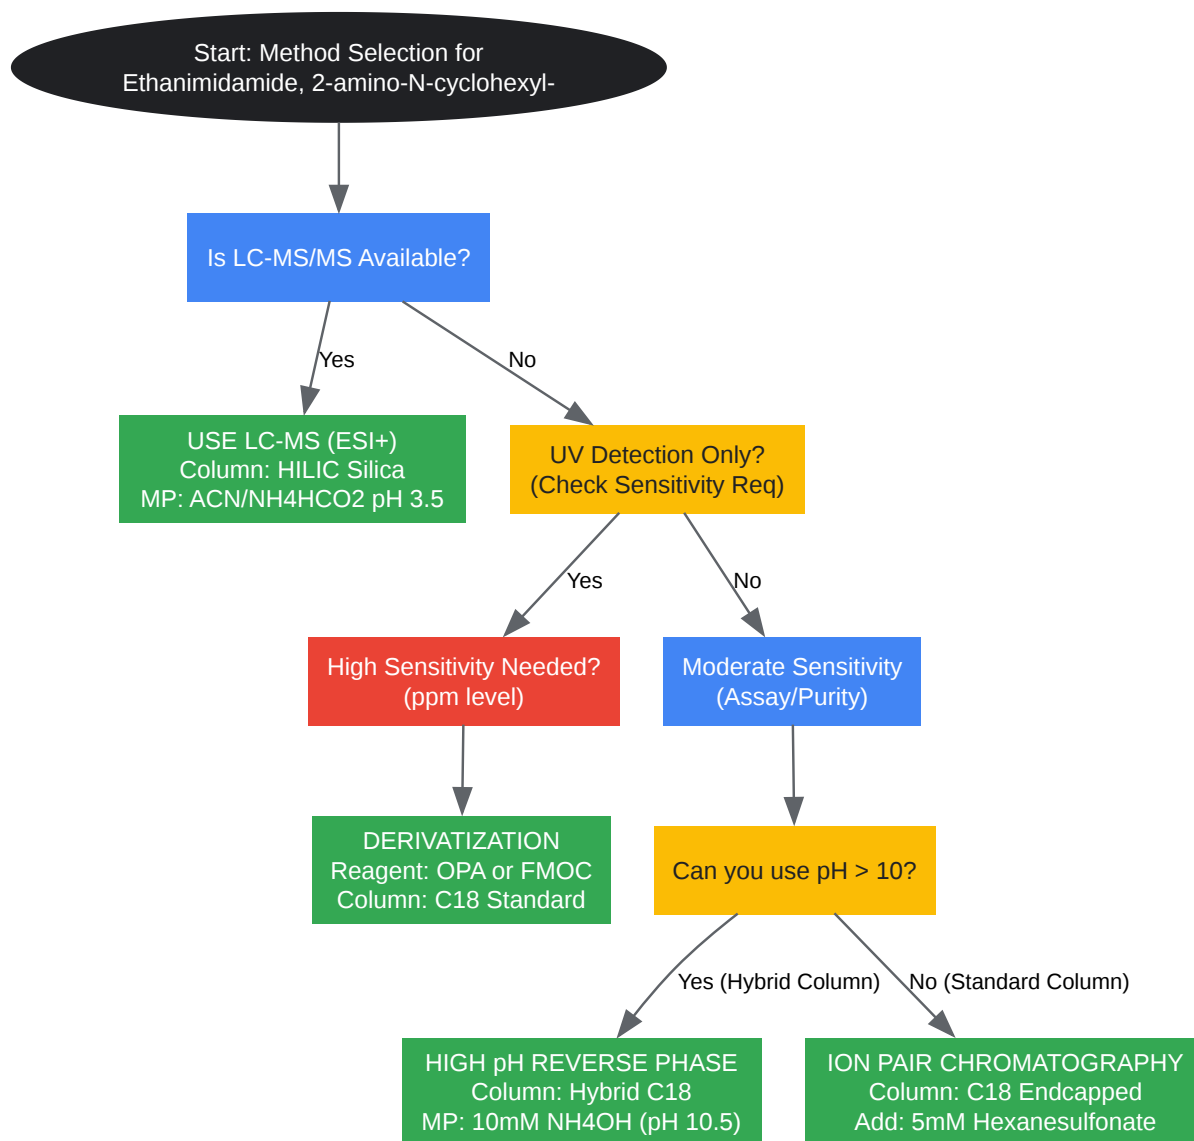 Start: Method Selection for
Ethanimidamide, 2-amino-N-cyclohexyl-
Is LC-MS/MS Available?
Yes
No
USE LC-MS (ESI+)
Column: HILIC Silica
MP: ACN/NH4HCO2 pH 3.5
UV Detection Only?
(Check Sensitivity Req)
Yes
No
High Sensitivity Needed?
(ppm level)
Moderate Sensitivity
(Assay/Purity)
DERIVATIZATION
Reagent: OPA or FMOC
Column: C18 Standard
Can you use pH > 10?
Yes (Hybrid Column)
No (Standard Column)
HIGH pH REVERSE PHASE
Column: Hybrid C18
MP: 10mM NH4OH (pH 10.5)
ION PAIR CHROMATOGRAPHY
Column: C18 Endcapped
Add: 5mM Hexanesulfonate